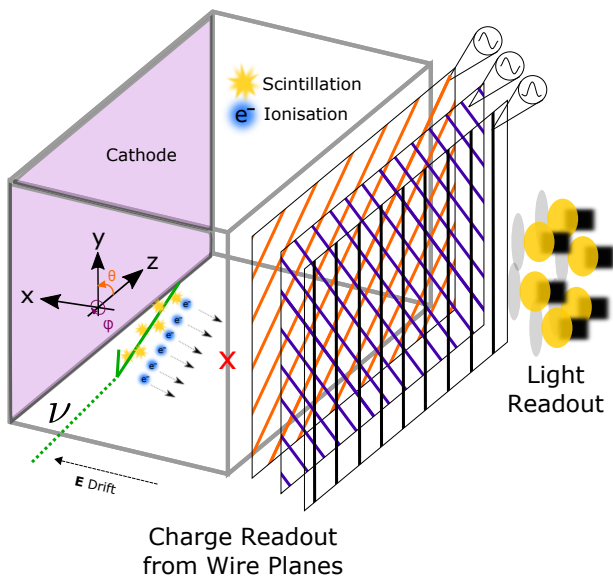 Scintillation
e⁻ Ionisation
Cathode
y
z
θ
x
φ
e⁻
e⁻
e⁻
e⁻
e⁻
e⁻
X
ν
E Drift
Light
Readout
Charge Readout
from Wire Planes